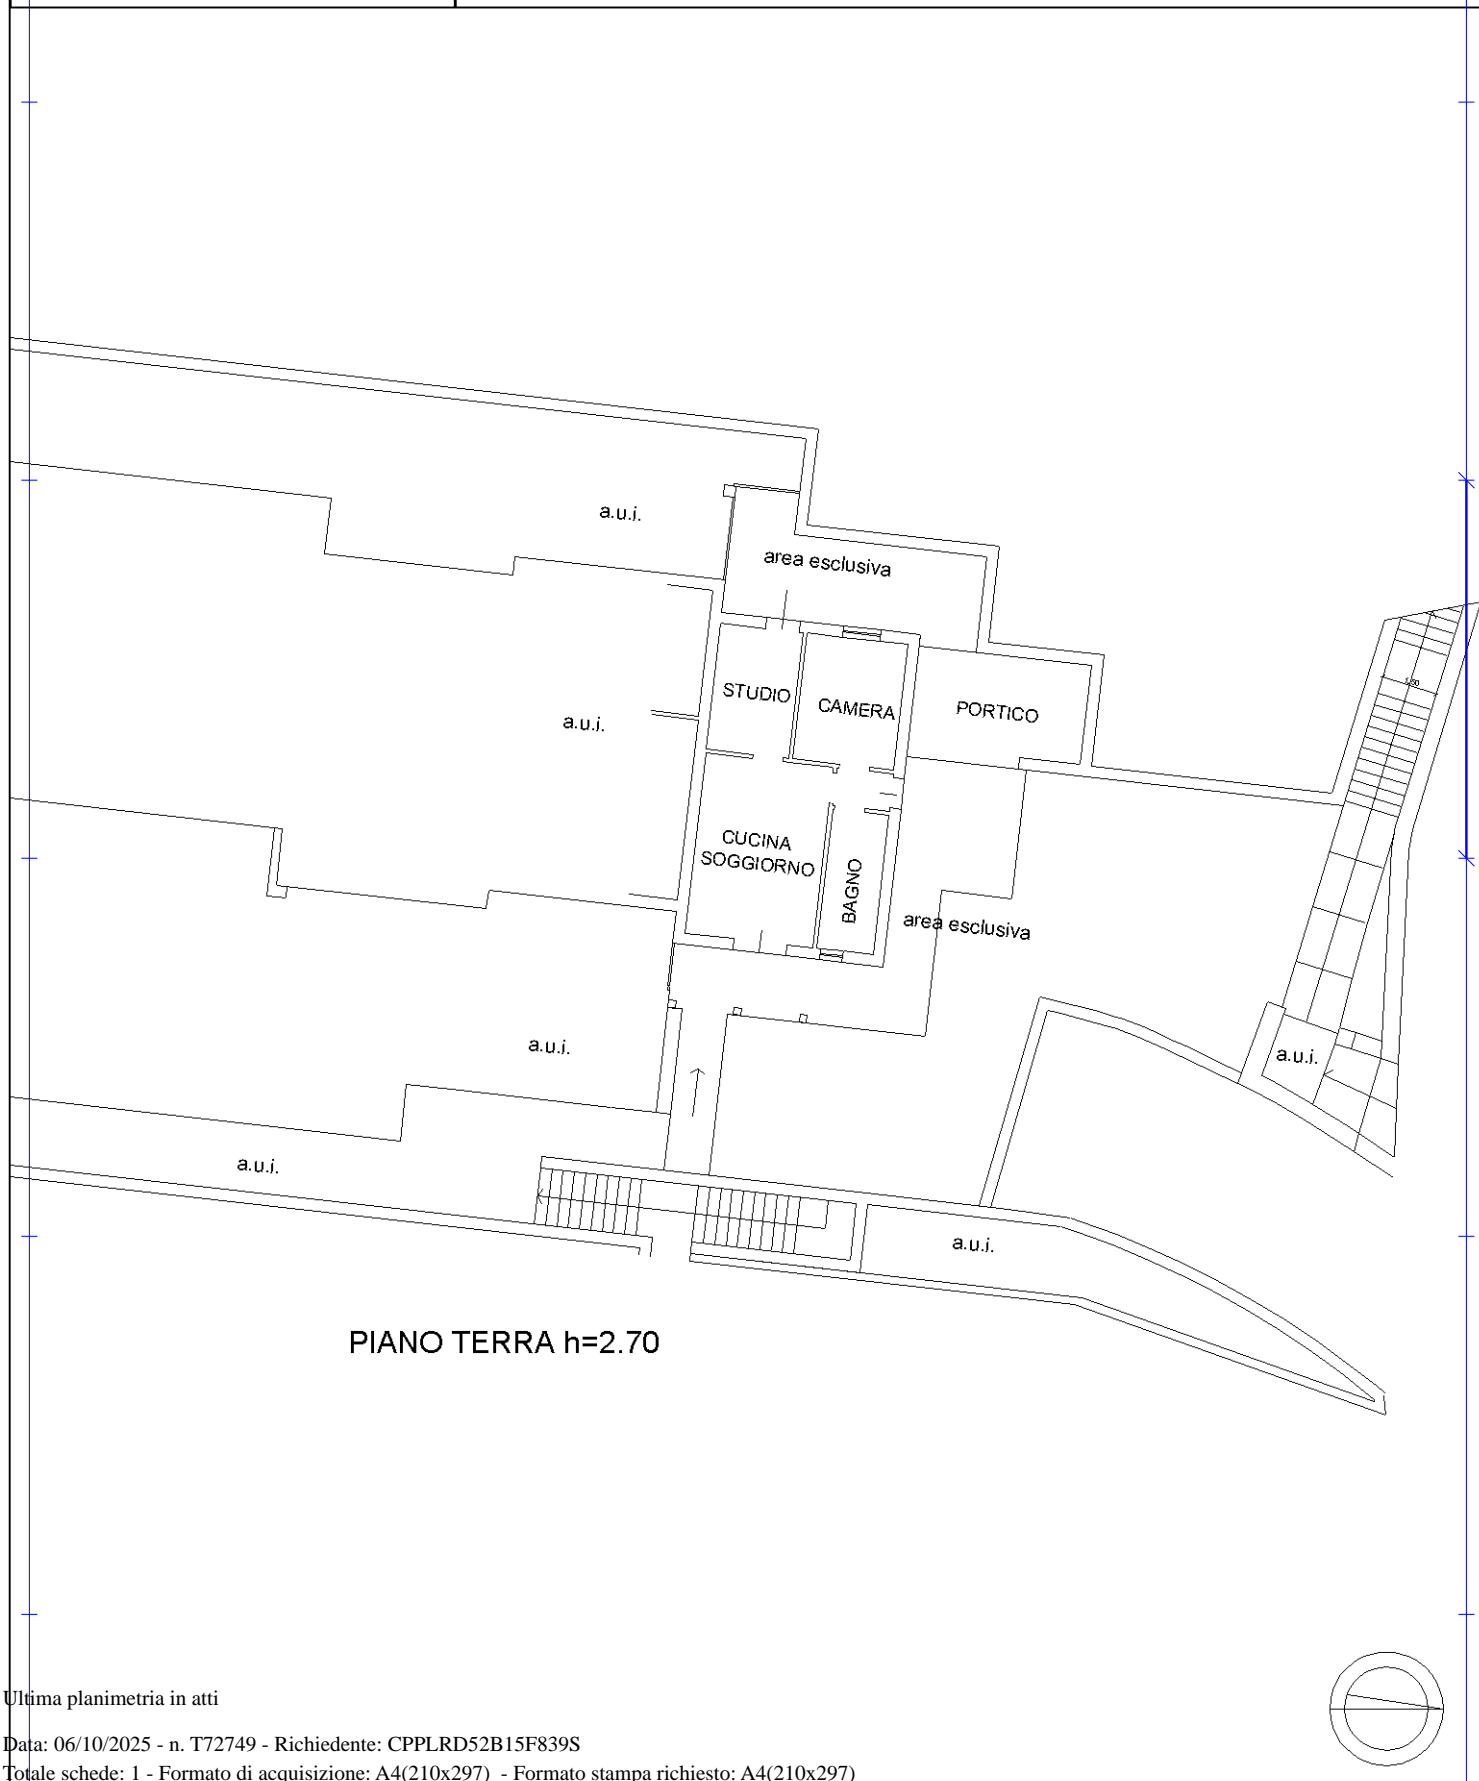 a.u.i.
area esclusiva
STUDIO
CAMERA
PORTICO
1.50
a.u.i.
CUCINA
SOGGIORNO
BAGNO
area esclusiva
a.u.i.
a.u.i.
a.u.i.
a.u.i.
PIANO TERRA h=2.70
Ultima planimetria in atti
Data: 06/10/2025 - n. T72749 - Richiedente: CPPLRD52B15F839S
Totale schede: 1 - Formato di acquisizione: A4(210x297) - Formato stampa richiesto: A4(210x297)